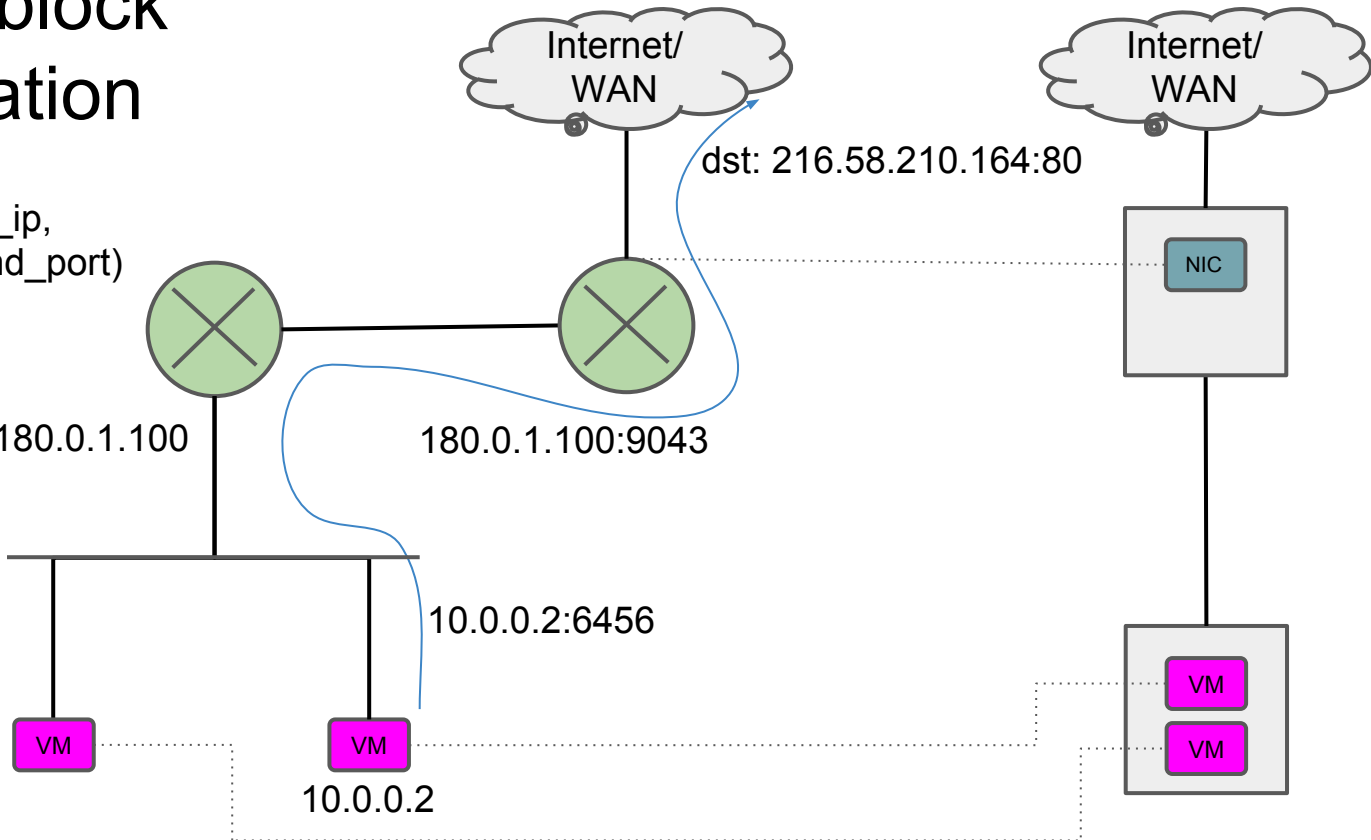 block
ation
_ip,
nd_port)
Internet/
WAN
Internet/
WAN
dst: 216.58.210.164:80
NIC
180.0.1.100
180.0.1.100:9043
10.0.0.2:6456
VM
VM
VM
VM
10.0.0.2